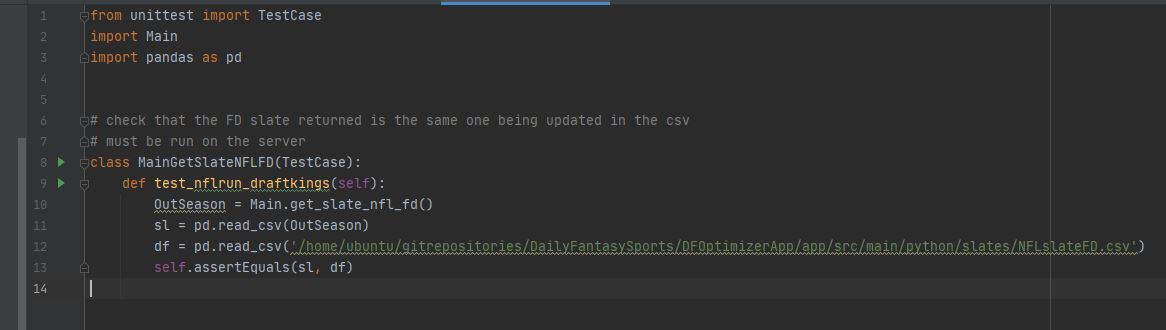 1 from unittest import TestCase
2 import Main
3 import pandas as pd
4
5
6 # check that the FD slate returned is the same one being updated in the csv
7 # must be run on the server
8 class MainGetSlateNFLFD(TestCase):
9     def test_nflrun_draftkings(self):
10         OutSeason = Main.get_slate_nfl_fd()
11         sl = pd.read_csv(OutSeason)
12         df = pd.read_csv('/home/ubuntu/gitrepositories/DailyFantasySports/DFOptimizerApp/app/src/main/python/slates/NFLslateFD.csv')
13         self.assertEquals(sl, df)
14